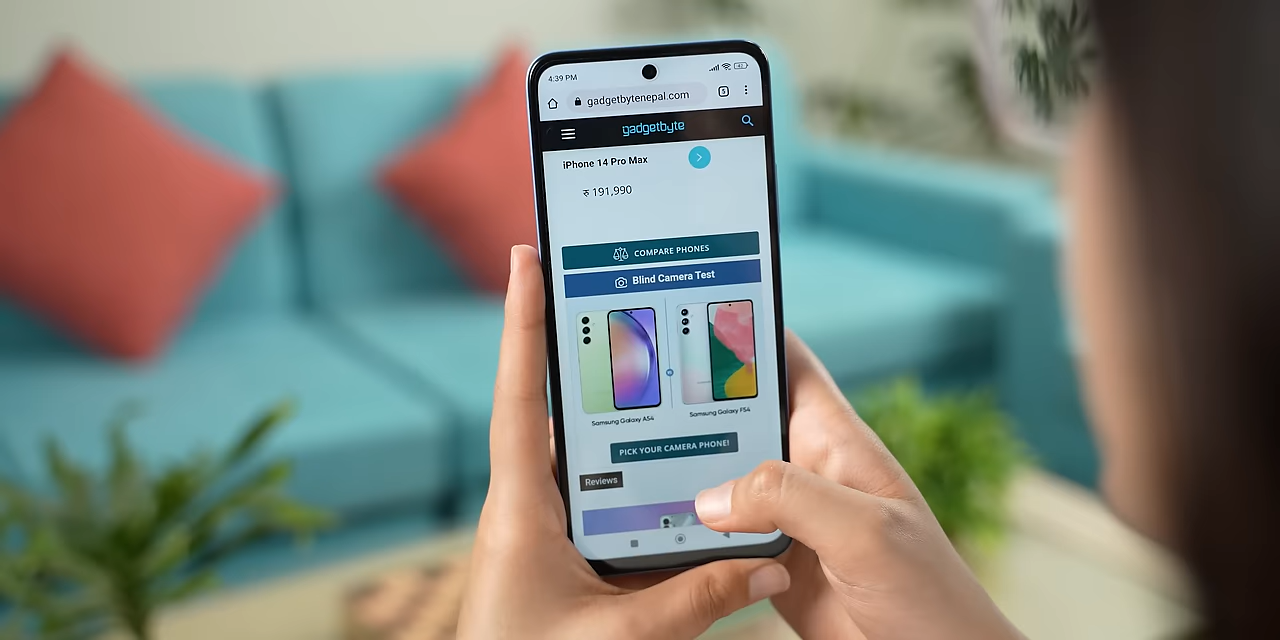 4:39 PM
gadgetbytenepal.com
5
gadgetbyte
iPhone 14 Pro Max
रु 191,990
COMPARE PHONES
Blind Camera Test
Samsung Galaxy A54
Samsung Galaxy F54
PICK YOUR CAMERA PHONE!
Reviews